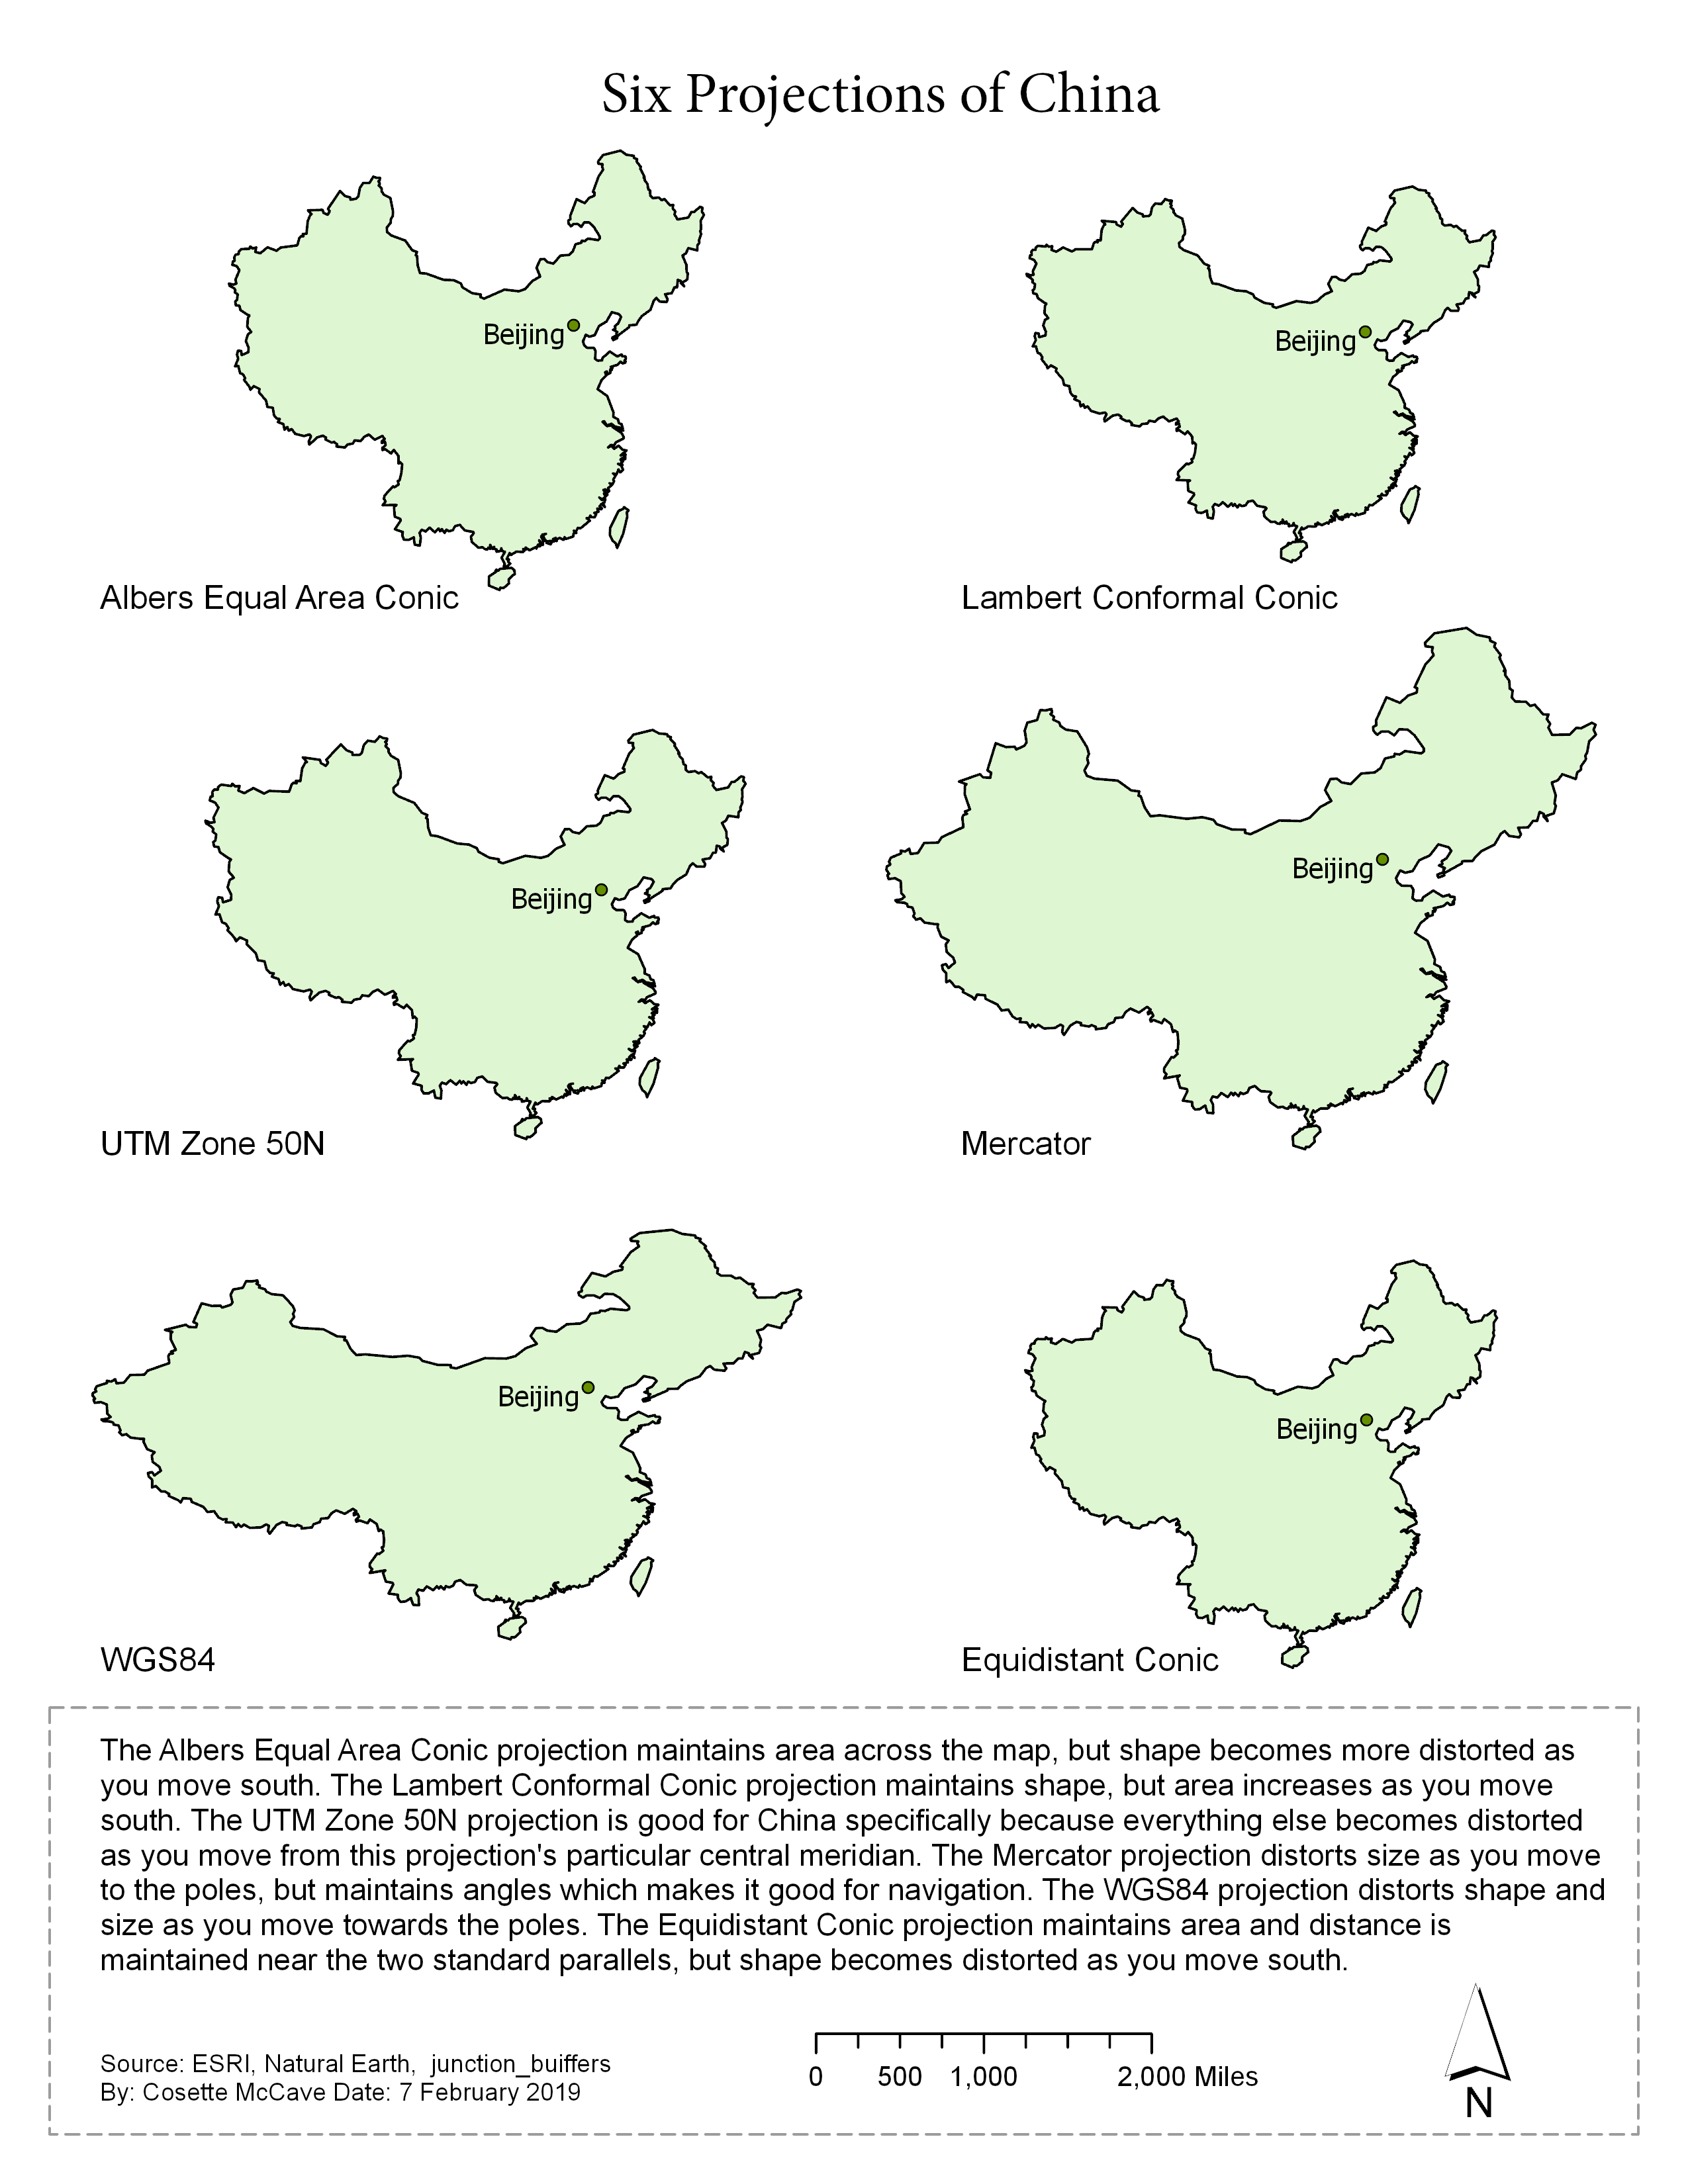 Six Projections of China
Beijing
Albers Equal Area Conic
Beijing
Lambert Conformal Conic
Beijing
UTM Zone 50N
Beijing
Mercator
Beijing
WGS84
Beijing
Equidistant Conic
The Albers Equal Area Conic projection maintains area across the map, but shape becomes more distorted as
you move south. The Lambert Conformal Conic projection maintains shape, but area increases as you move
south. The UTM Zone 50N projection is good for China specifically because everything else becomes distorted
as you move from this projection's particular central meridian. The Mercator projection distorts size as you move
to the poles, but maintains angles which makes it good for navigation. The WGS84 projection distorts shape and
size as you move towards the poles. The Equidistant Conic projection maintains area and distance is
maintained near the two standard parallels, but shape becomes distorted as you move south.
Source: ESRI, Natural Earth, junction_buiffers
By: Cosette McCave Date: 7 February 2019
0 500 1,000 2,000 Miles
N